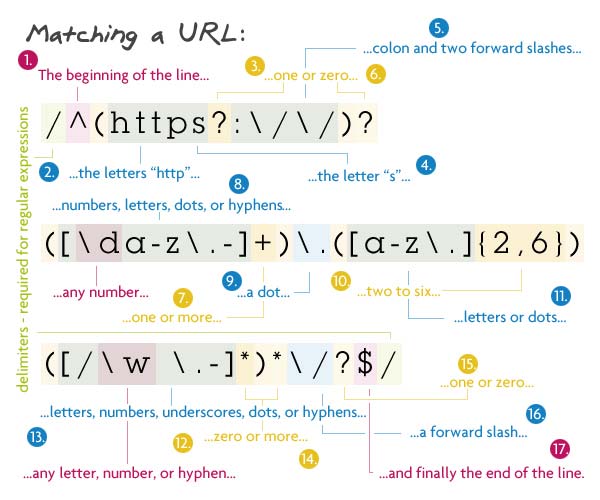 Matching a URL:
5.
...colon and two forward slashes...
1.
The beginning of the line...
3.
...one or zero...
6.
/^(https?:\/\/)?
2.
...the letters “http”...
...the letter “s”...
4.
8.
...numbers, letters, dots, or hyphens...
([\da-z\.-]+)\.([a-z\.]{2,6})
...any number...
7.
...one or more...
9.
...a dot...
10.
...two to six...
11.
...letters or dots...
delimiters - required for regular expressions
([/\w \.-]*)*\/?$/
15.
...one or zero...
...letters, numbers, underscores, dots, or hyphens...
13.
12.
...zero or more...
14.
16.
...a forward slash...
17.
...any letter, number, or hyphen...
...and finally the end of the line.